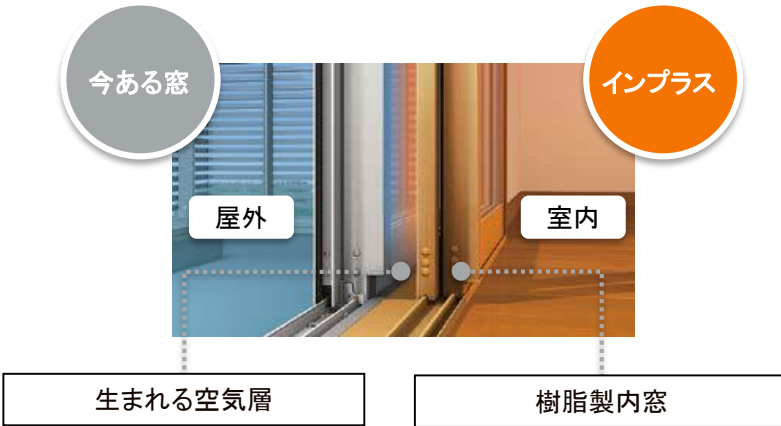 今ある窓
インプラス
屋外
室内
生まれる空気層
樹脂製内窓